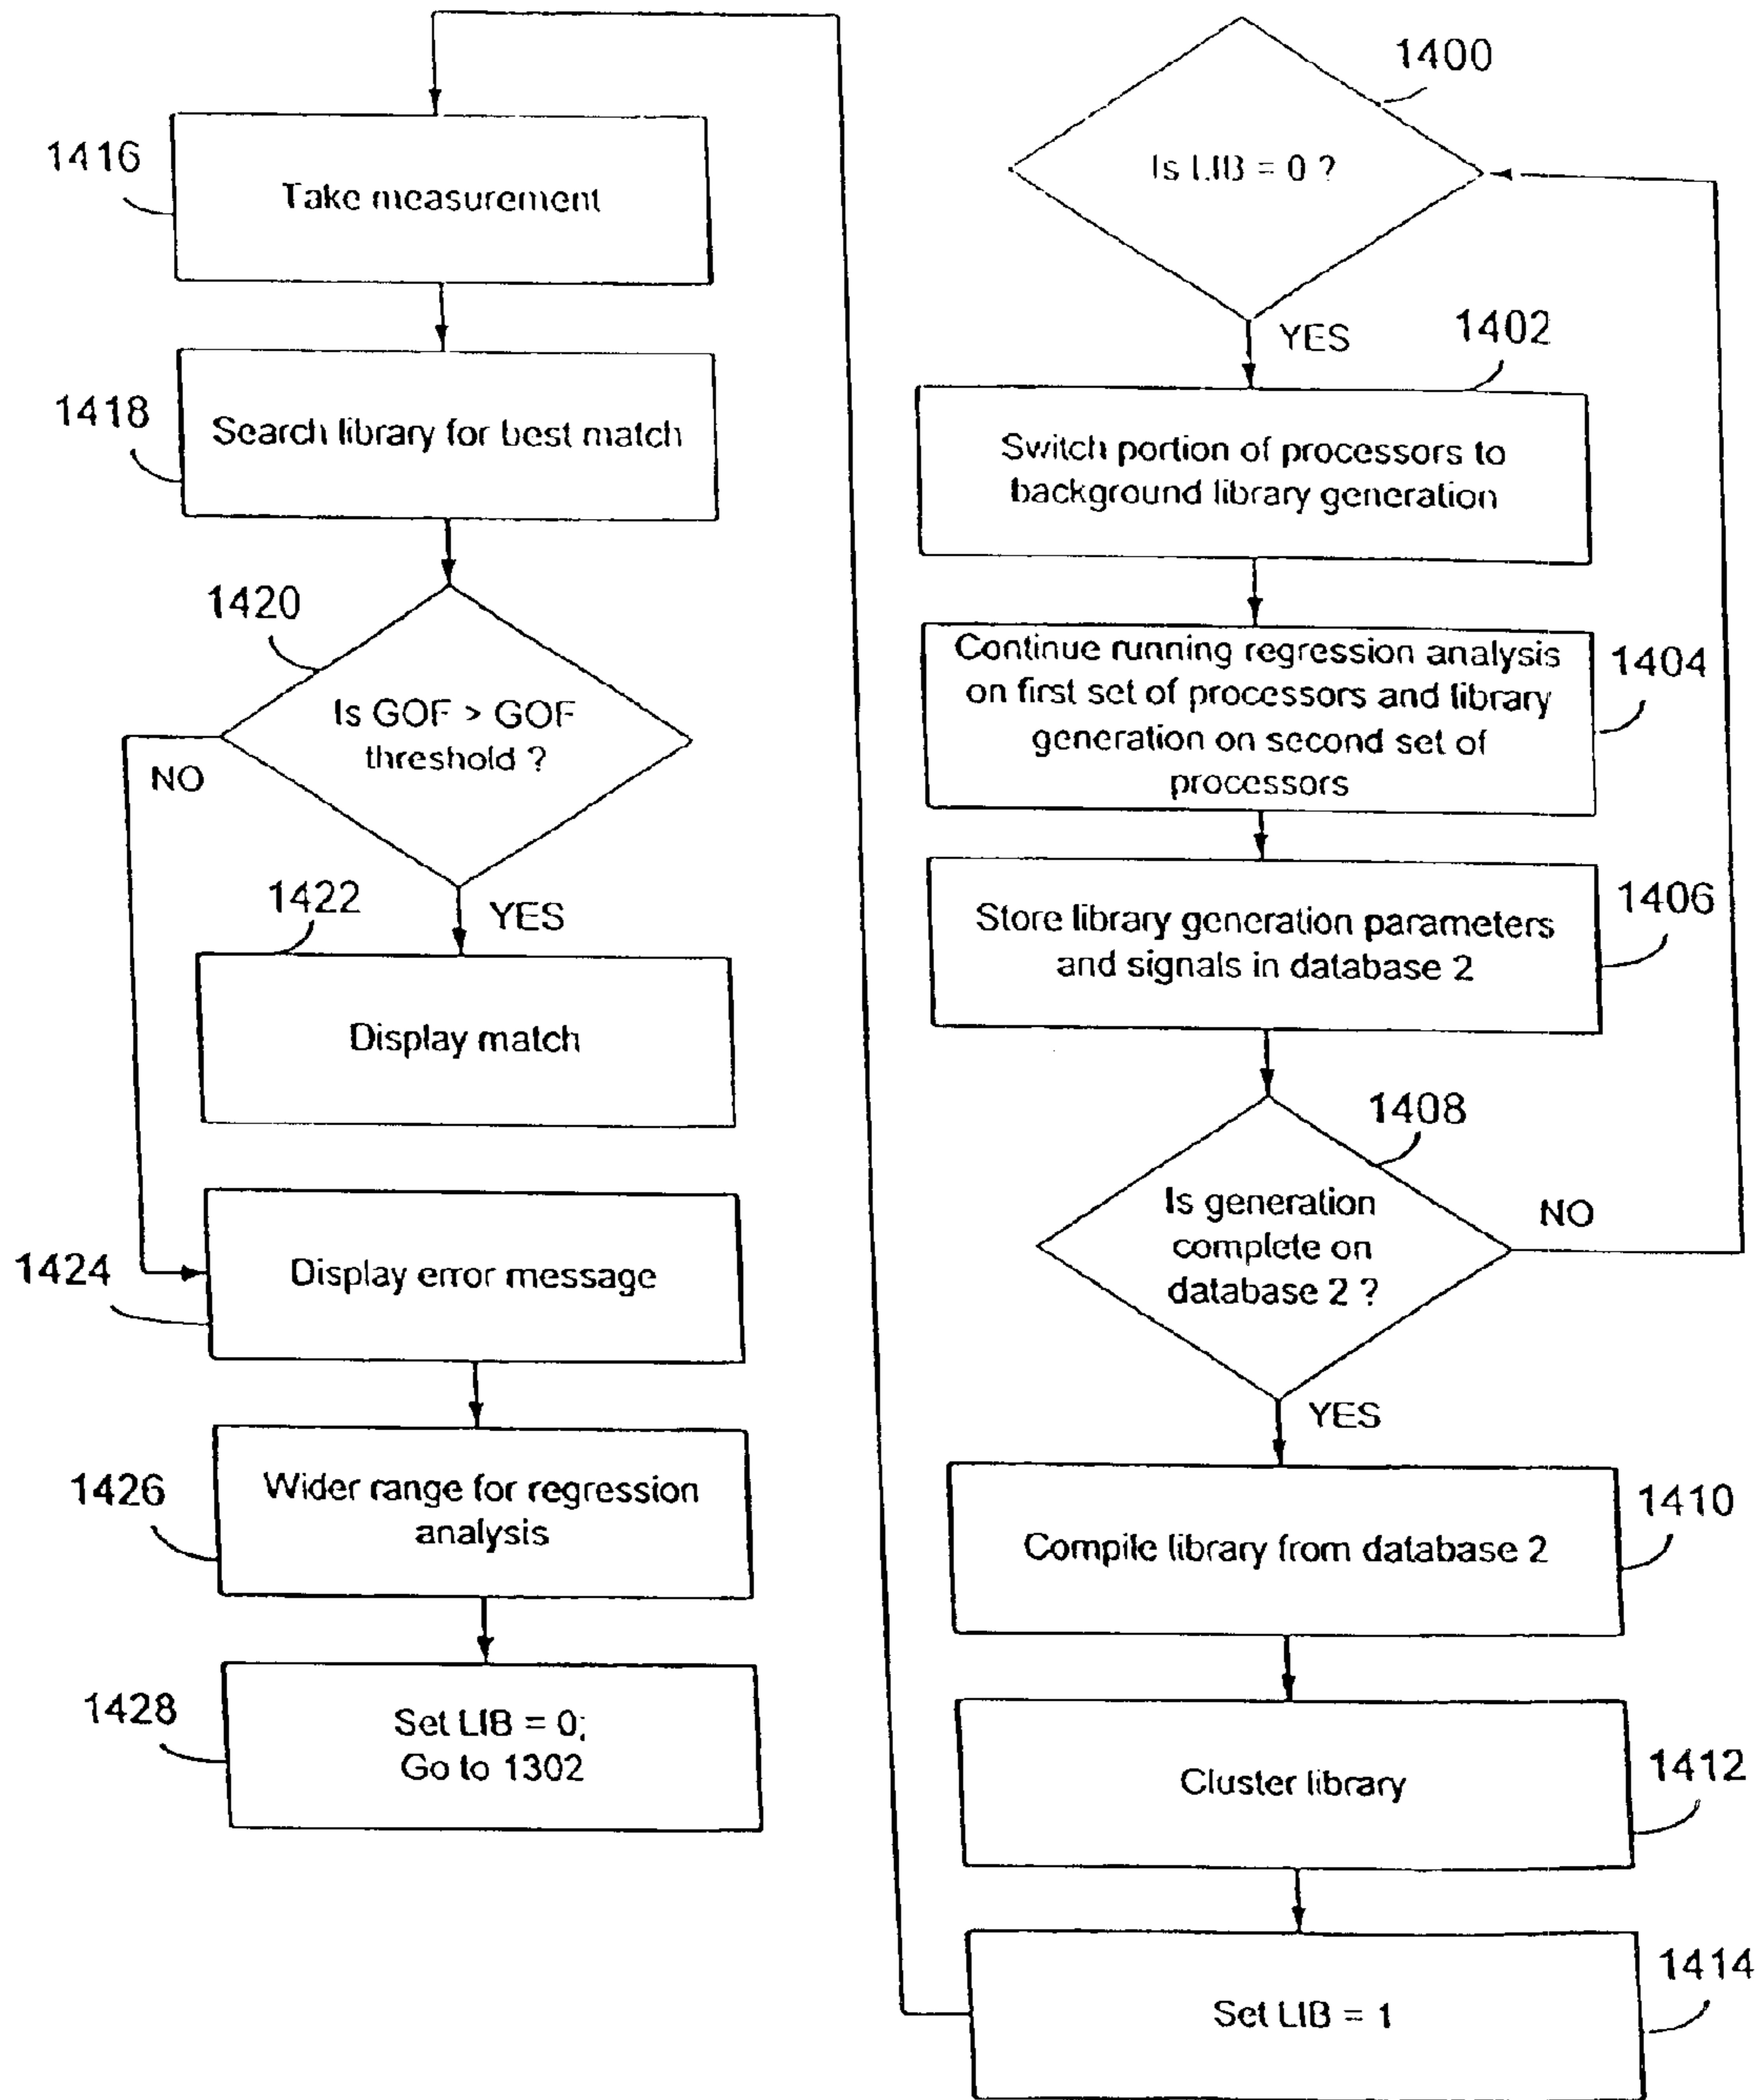 1400
Is LIB = 0 ?
YES
1402
Switch portion of processors to
background library generation
Continue running regression analysis
on first set of processors and library
generation on second set of
processors
1404
Store library generation parameters
and signals in database 2
1406
1408
Is generation
complete on
database 2 ?
NO
YES
Compile library from database 2
1410
Cluster library
1412
Set LIB = 1
1414
1416
Take measurement
1418
Search library for best match
1420
Is GOF > GOF
threshold ?
NO
YES
1422
Display match
1424
Display error message
1426
Wider range for regression
analysis
1428
Set LIB = 0;
Go to 1302